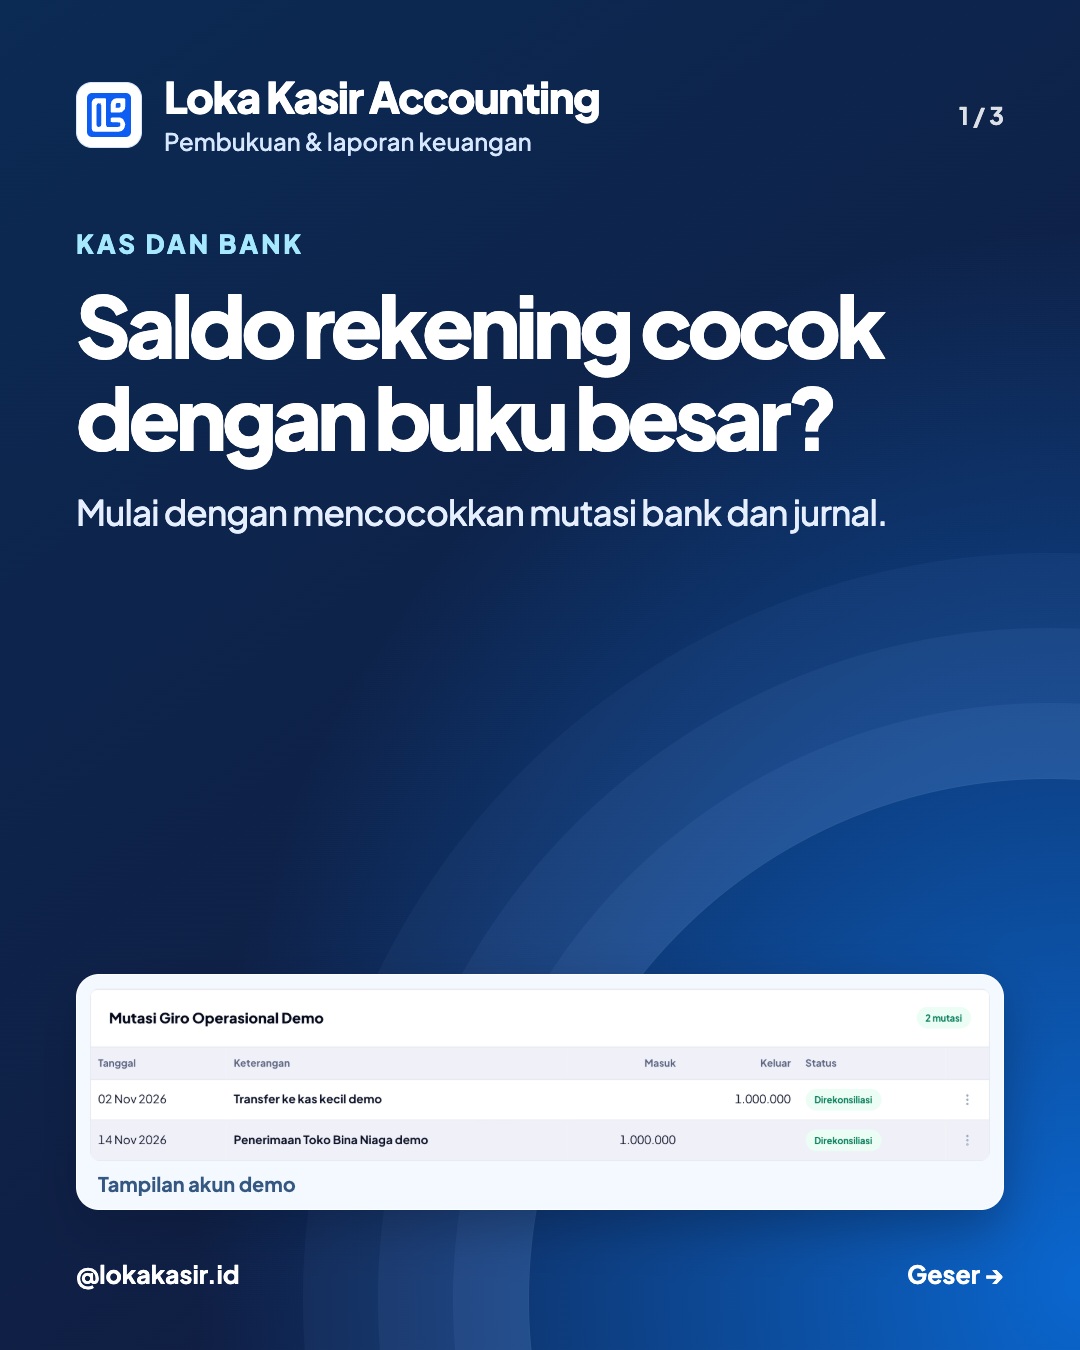 Loka Kasir Accounting
Pembukuan & laporan keuangan
1 / 3
KAS DAN BANK
Saldo rekening cocok
dengan buku besar?
Mulai dengan mencocokkan mutasi bank dan jurnal.
Mutasi Giro Operasional Demo
2 mutasi
Tanggal Keterangan Masuk Keluar Status
02 Nov 2026 Transfer ke kas kecil demo 1.000.000 Direkonsiliasi
14 Nov 2026 Penerimaan Toko Bina Niaga demo 1.000.000 Direkonsiliasi
Tampilan akun demo
@lokakasir.id
Geser →